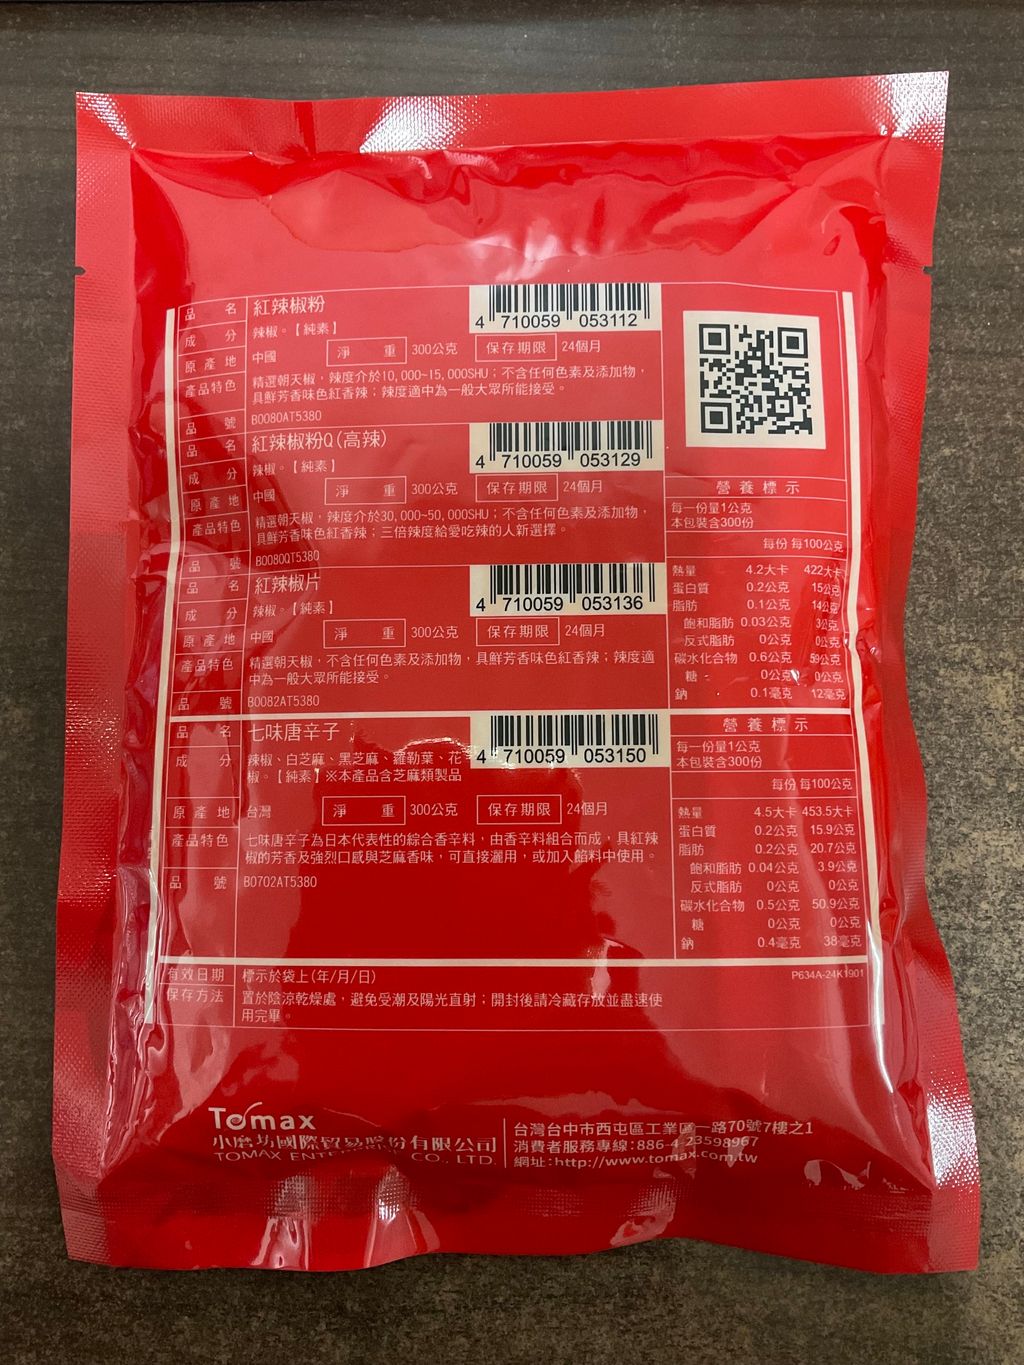 品名 紅辣椒粉
成分 辣椒。【純素】
4 710059 053112
原產地 中國 淨重 300公克 保存期限 24個月
產品特色 精選朝天椒,辣度介於10,000~15,000SHU;不含任何色素及添加物,
具鮮芳香味色紅香辣;辣度適中為一般大眾所能接受。
品號 B0080AT5380
品名 紅辣椒粉Q(高辣)
成分 辣椒。【純素】
4 710059 053129
原產地 中國 淨重 300公克 保存期限 24個月
產品特色 精選朝天椒,辣度介於30,000~50,000SHU;不含任何色素及添加物,
具鮮芳香味色紅香辣;三倍辣度給愛吃辣的人新選擇。
品號 B0080QT5380
品名 紅辣椒片
成分 辣椒。【純素】
4 710059 053136
原產地 中國 淨重 300公克 保存期限 24個月
產品特色 精選朝天椒,不含任何色素及添加物,具鮮芳香味色紅香辣;辣度適
中為一般大眾所能接受。
品號 B0082AT5380
營養標示
每一份量1公克
本包裝含300份
每份 每100公克
熱量 4.2大卡 422大卡
蛋白質 0.2公克 15公克
脂肪 0.1公克 14公克
飽和脂肪 0.03公克 3公克
反式脂肪 0公克 0公克
碳水化合物 0.6公克 59公克
糖 0公克 0公克
鈉 0.1毫克 12毫克
品名 七味唐辛子
成分 辣椒、白芝麻、黑芝麻、羅勒葉、花
椒。【純素】※本產品含芝麻類製品
4 710059 053150
原產地 台灣 淨重 300公克 保存期限 24個月
產品特色 七味唐辛子為日本代表性的綜合香辛料,由香辛料組合而成,具紅辣
椒的芳香及強烈口感與芝麻香味,可直接灑用,或加入餡料中使用。
品號 B0702AT5380
營養標示
每一份量1公克
本包裝含300份
每份 每100公克
熱量 4.5大卡 453.5大卡
蛋白質 0.2公克 15.9公克
脂肪 0.2公克 20.7公克
飽和脂肪 0.04公克 3.9公克
反式脂肪 0公克 0公克
碳水化合物 0.5公克 50.9公克
糖 0公克 0公克
鈉 0.4毫克 38毫克
有效日期 標示於袋上(年/月/日)
P634A-24K1901
保存方法 置於陰涼乾燥處,避免受潮及陽光直射;開封後請冷藏存放並盡速使
用完畢。
Tomax
小磨坊國際貿易股份有限公司
TOMAX ENTERPRISE CO., LTD.
台灣台中市西屯區工業區一路70號7樓之1
消費者服務專線:886-4-23598967
網址:http://www.tomax.com.tw